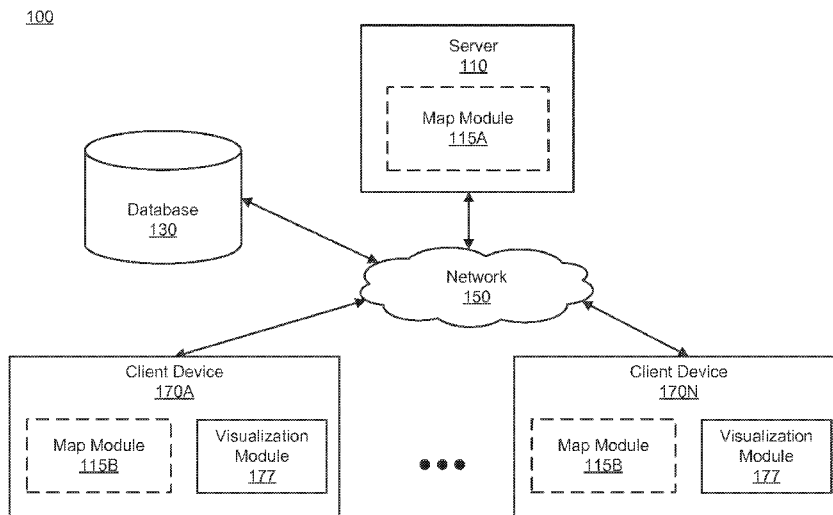 100
Server
110
Map Module
115A
Database
130
Network
150
Client Device
170A
Map Module
115B
Visualization
Module
177
Client Device
170N
Map Module
115B
Visualization
Module
177